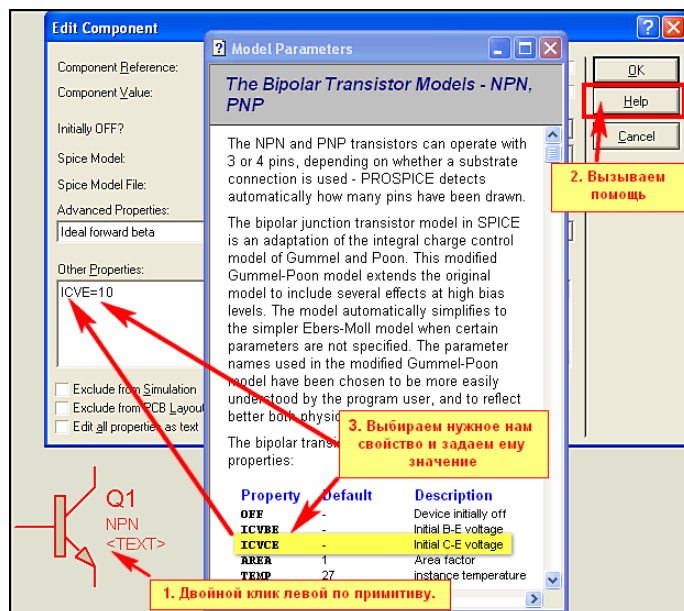 Edit Component
Component Reference:
Component Value:
Initially OFF?
Spice Model:
Spice Model File:
Advanced Properties:
Ideal forward beta
Other Properties:
ICVE=10
Exclude from Simulation
Exclude from PCB Layou
Edit all properties as text
Model Parameters
The Bipolar Transistor Models - NPN,
PNP
The NPN and PNP transistors can operate with
3 or 4 pins, depending on whether a substrate
connection is used - PROSPICE detects
automatically how many pins have been drawn.
The bipolar junction transistor model in SPICE
is an adaptation of the integral charge control
model of Gummel and Poon. This modified
Gummel-Poon model extends the original
model to include several effects at high bias
levels. The model automatically simplifies to
the simpler Ebers-Moll model when certain
parameters are not specified. The parameter
names used in the modified Gummel-Poon
model have been chosen to be more easily
understood by the program user, and to reflect
better both physi
The bipolar trans
properties:
Property Default Description
OFF - Device initially off
ICVBE - Initial B-E voltage
ICVCE - Initial C-E voltage
AREA 1 Area factor
TEMP 27 instance temperature
OK
Help
Cancel
2. Вызываем
помощь
3. Выбираем нужное нам
свойство и задаем ему
значение
Q1
NPN
<TEXT>
1. Двойной клик левой по примитиву.